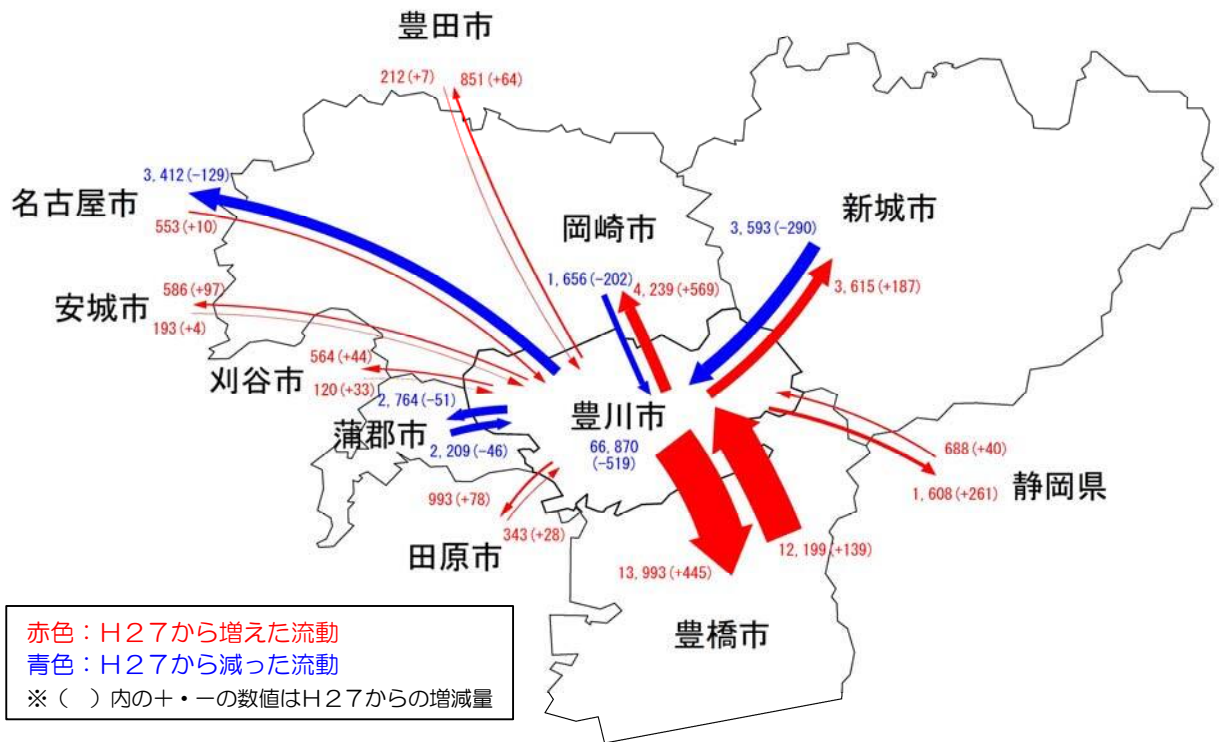 豊田市
212(+7)
851(+64)
3,412(-129)
名古屋市
553(+10)
岡崎市
1,656(-202)
4,239(+569)
新城市
3,593(-290)
3,615(+187)
586(+97)
安城市
193(+4)
564(+44)
刈谷市
120(+33)
2,764(-51)
蒲郡市
2,209(-46)
豊川市
66,870
(-519)
688(+40)
静岡県
1,608(+261)
993(+78)
343(+28)
田原市
12,199(+139)
13,993(+445)
豊橋市
赤色：H27から増えた流動
青色：H27から減った流動
※（　）内の＋・－の数値はH27からの増減量